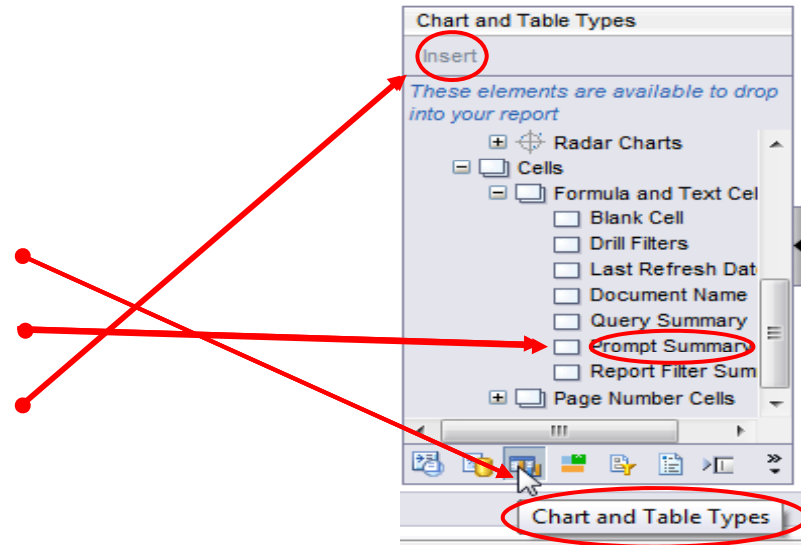 Chart and Table Types
Insert
These elements are available to drop
into your report
Radar Charts
Cells
Formula and Text Cel
Blank Cell
Drill Filters
Last Refresh Dat
Document Name
Query Summary
Prompt Summary
Report Filter Sum
Page Number Cells
Chart and Table Types